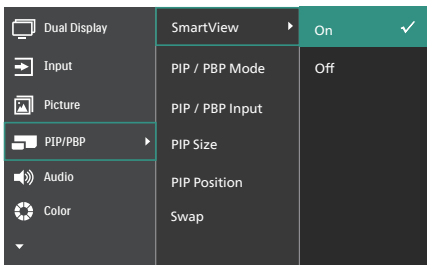 Dual Display
Input
Picture
PIP/PBP
Audio
Color
SmartView
PIP / PBP Mode
PIP / PBP Input
PIP Size
PIP Position
Swap
On
Off